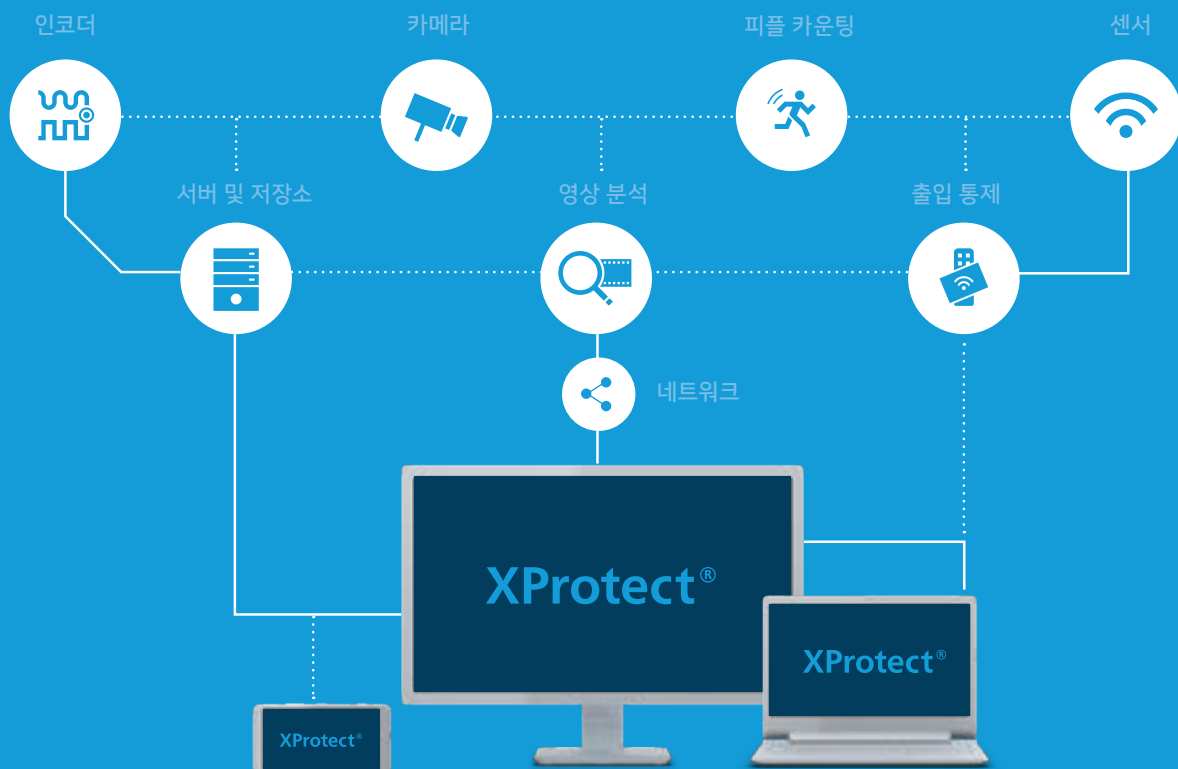 인코더
카메라
피플 카운팅
센서
서버 및 저장소
영상 분석
출입 통제
네트워크
XProtect®
XProtect®
XProtect®